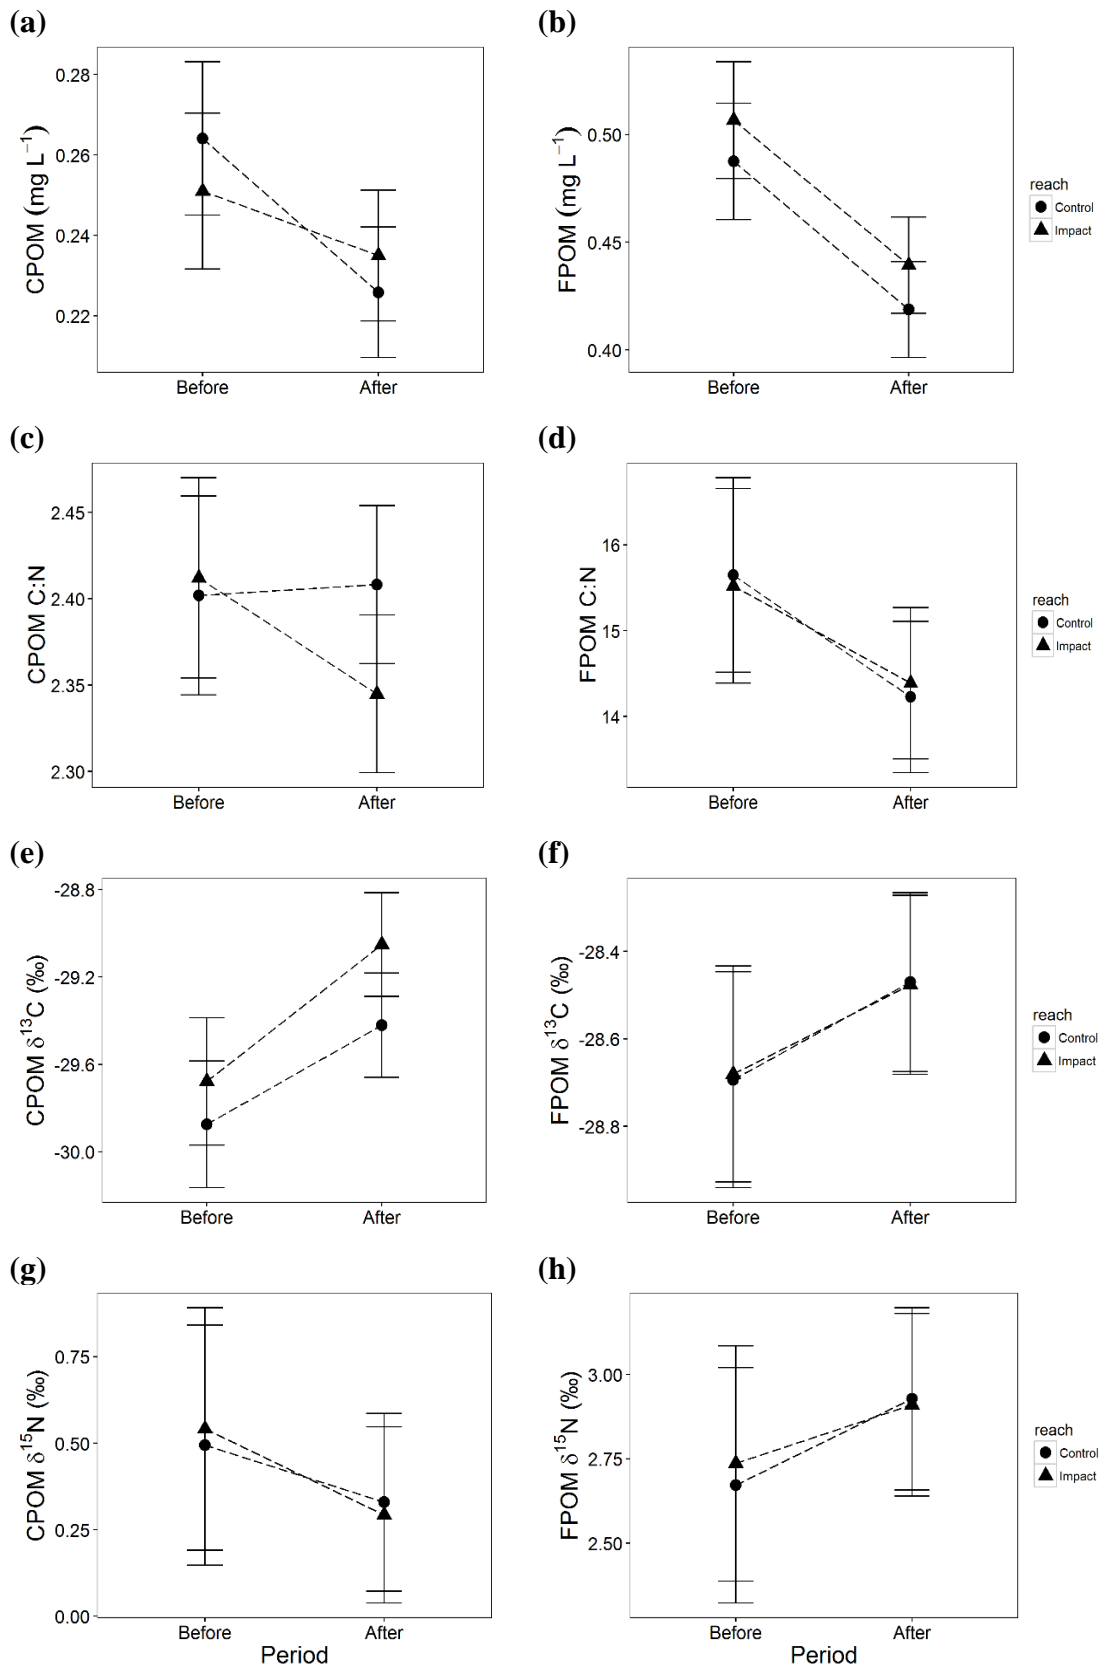 (a)
0.28
0.26
0.24
0.22
CPOM (mg L⁻¹)
Before
After
(b)
0.50
0.45
0.40
FPOM (mg L⁻¹)
Before
After
reach
Control
Impact
(c)
2.45
2.40
2.35
2.30
CPOM C:N
Before
After
(d)
16
15
14
FPOM C:N
Before
After
reach
Control
Impact
(e)
-28.8
-29.2
-29.6
-30.0
CPOM δ¹³C (‰)
Before
After
(f)
-28.4
-28.6
-28.8
FPOM δ¹³C (‰)
Before
After
reach
Control
Impact
(g)
0.75
0.50
0.25
0.00
CPOM δ¹⁵N (‰)
Before
After
Period
(h)
3.00
2.75
2.50
FPOM δ¹⁵N (‰)
Before
After
Period
reach
Control
Impact